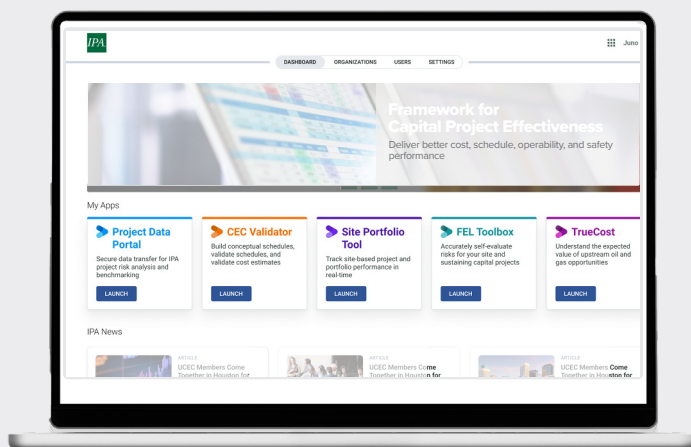 IPA
Juno
DASHBOARD ORGANIZATIONS USERS SETTINGS
Framework for
Capital Project Effectiveness
Deliver better cost, schedule, operability, and safety
performance
My Apps
Project Data
Portal
Secure data transfer for IPA
project risk analysis and
benchmarking
LAUNCH
CEC Validator
Build conceptual schedules,
validate schedules, and
validate cost estimates
LAUNCH
Site Portfolio
Tool
Track site-based project and
portfolio performance in
real-time
LAUNCH
FEL Toolbox
Accurately self-evaluate
risks for your site and
sustaining capital projects
LAUNCH
TrueCost
Understand the expected
value of upstream oil and
gas opportunities
LAUNCH
IPA News
ARTICLE
UCEC Members Come
Together in Houston for
ARTICLE
UCEC Members Come
Together in Houston for
ARTICLE
UCEC Members Come
Together in Houston for